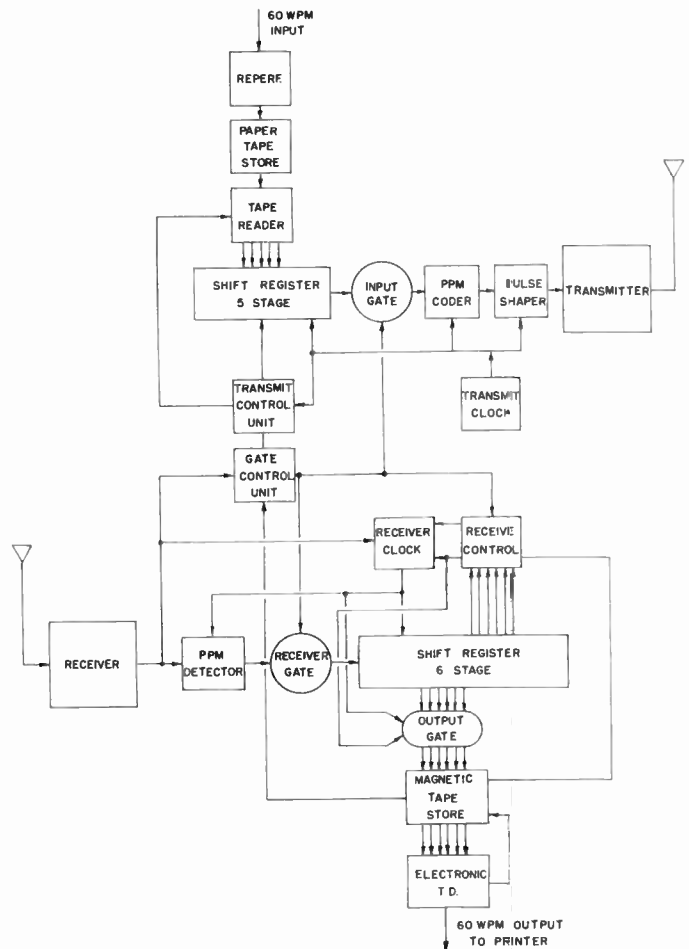 60 WPM
INPUT
REPERF.
PAPER
TAPE
STORE
TAPE
READER
SHIFT REGISTER
5 STAGE
INPUT
GATE
PPM
CODER
PULSE
SHAPER
TRANSMITTER
TRANSMIT
CONTROL
UNIT
TRANSMIT
CLOCK
GATE
CONTROL
UNIT
RECEIVER
CLOCK
RECEIVE
CONTROL
RECEIVER
PPM
DETECTOR
RECEIVER
GATE
SHIFT REGISTER
6 STAGE
OUTPUT
GATE
MAGNETIC
TAPE
STORE
ELECTRONIC
T.D.
60 WPM OUTPUT
TO PRINTER